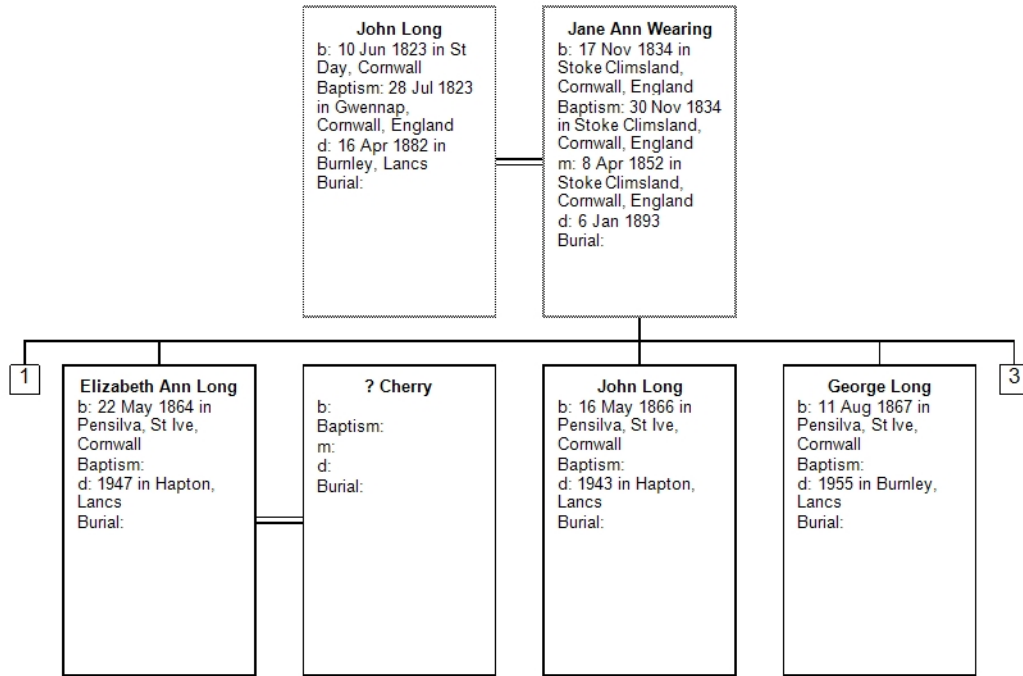 John Long
b: 10 Jun 1823 in St
Day, Cornwall
Baptism: 28 Jul 1823
in Gwennap,
Cornwall, England
d: 16 Apr 1882 in
Burnley, Lancs
Burial:
Jane Ann Wearing
b: 17 Nov 1834 in
Stoke Climsland,
Cornwall, England
Baptism: 30 Nov 1834
in Stoke Climsland,
Cornwall, England
m: 8 Apr 1852 in
Stoke Climsland,
Cornwall, England
d: 6 Jan 1893
Burial:
1
Elizabeth Ann Long
b: 22 May 1864 in
Pensilva, St Ive,
Cornwall
Baptism:
d: 1947 in Hapton,
Lancs
Burial:
? Cherry
b:
Baptism:
m:
d:
Burial:
John Long
b: 16 May 1866 in
Pensilva, St Ive,
Cornwall
Baptism:
d: 1943 in Hapton,
Lancs
Burial:
George Long
b: 11 Aug 1867 in
Pensilva, St Ive,
Cornwall
Baptism:
d: 1955 in Burnley,
Lancs
Burial:
3